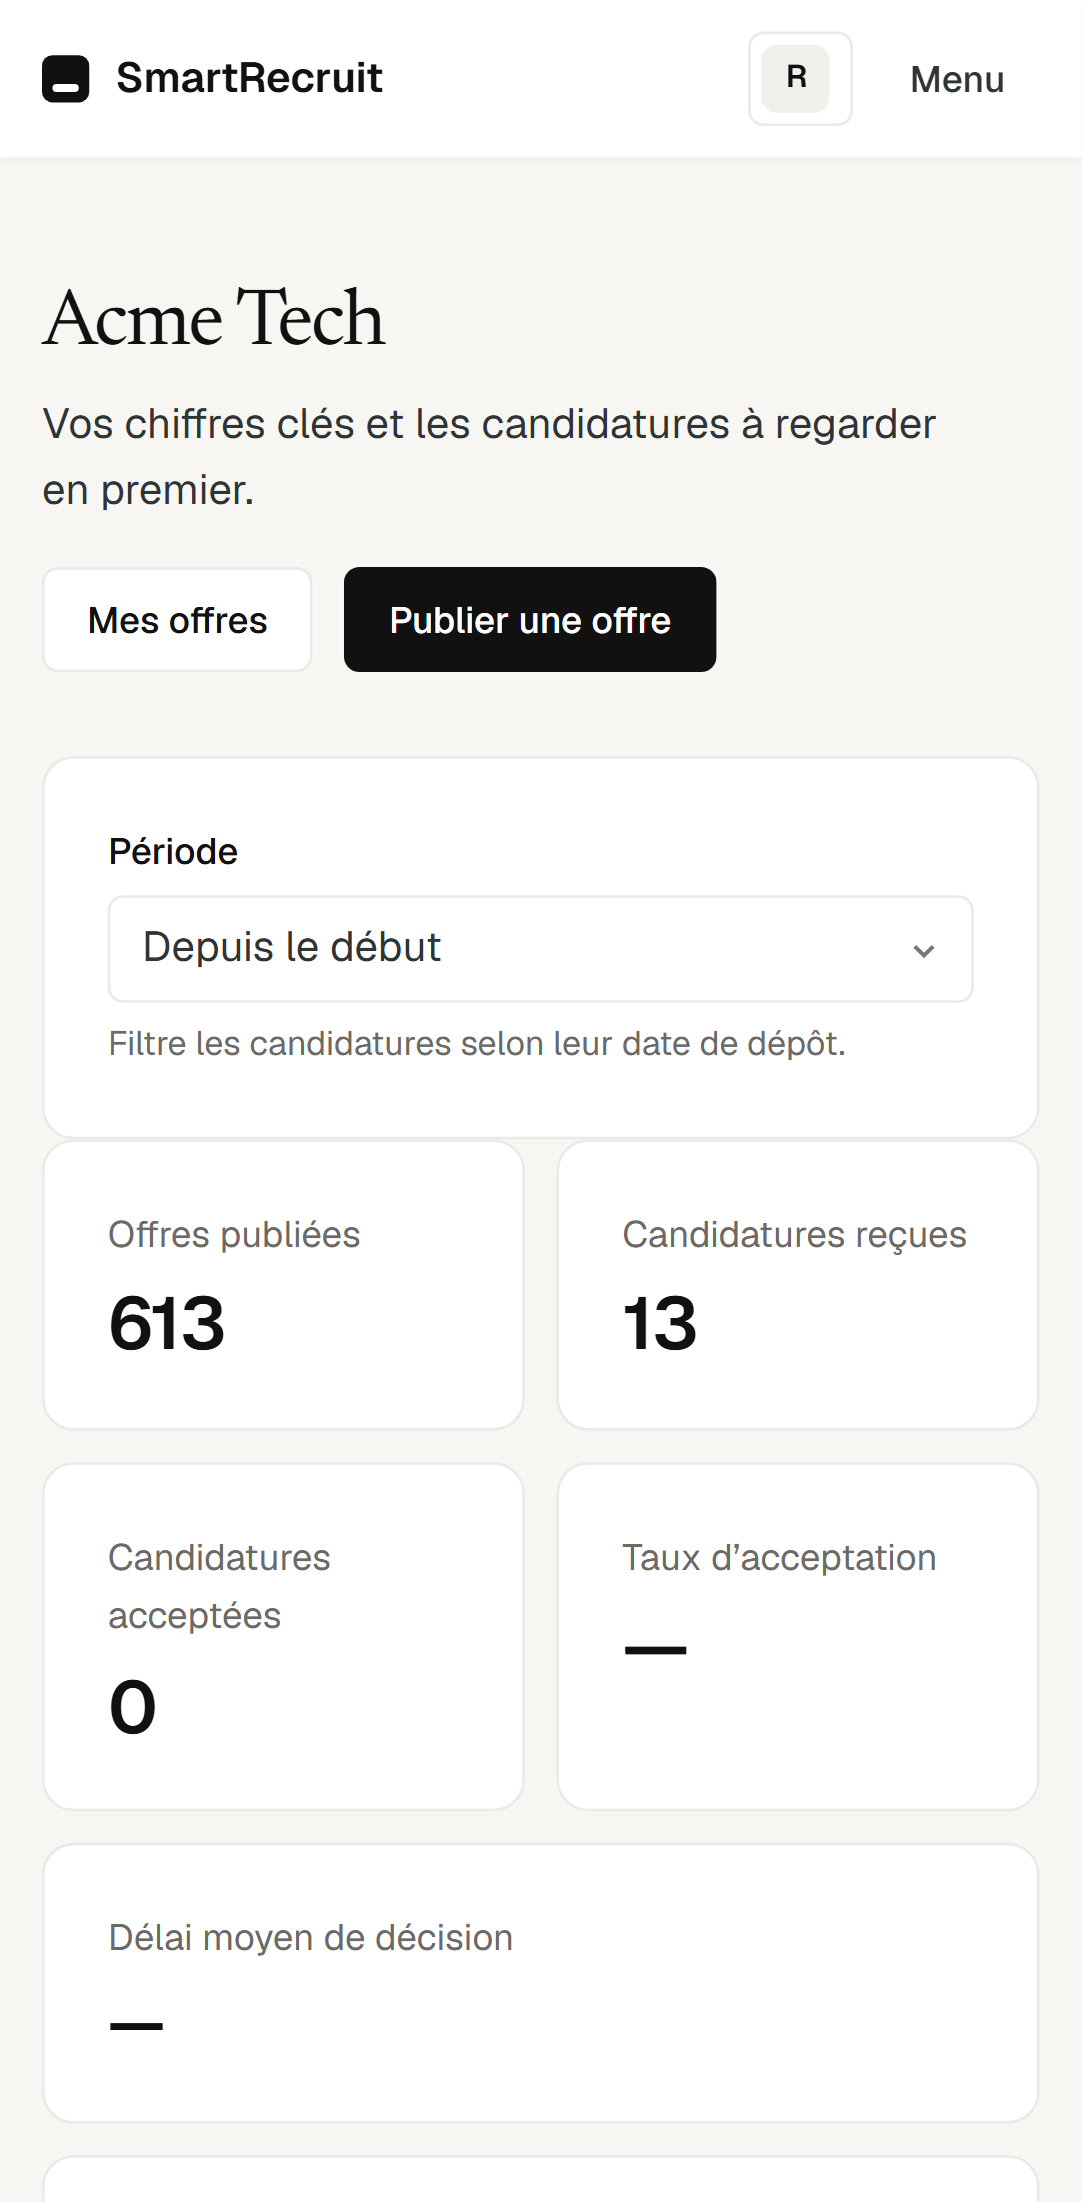 SmartRecruit
R
Menu
Acme Tech
Vos chiffres clés et les candidatures à regarder
en premier.
Mes offres
Publier une offre
Période
Depuis le début
Filtre les candidatures selon leur date de dépôt.
Offres publiées
613
Candidatures reçues
13
Candidatures
acceptées
0
Taux d’acceptation
—
Délai moyen de décision
—